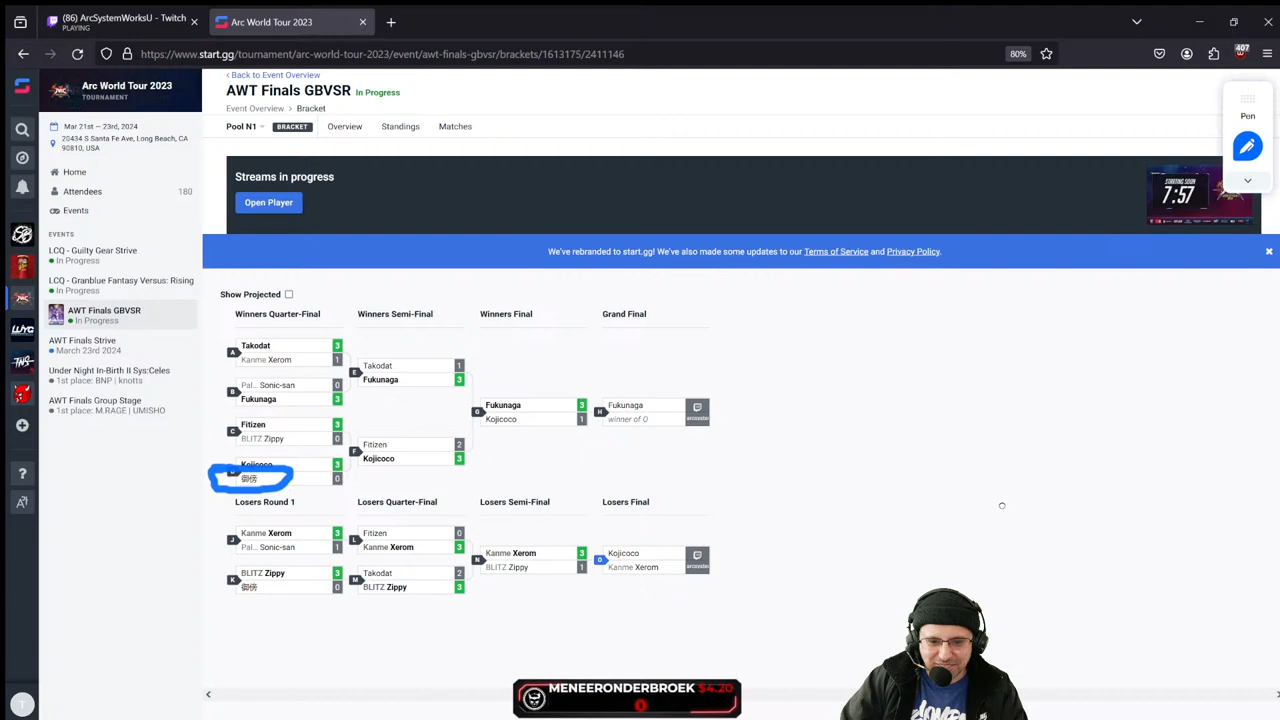 (86) ArcSystemWorksU - Twitch
PLAYING
Arc World Tour 2023
https://www.start.gg/tournament/arc-world-tour-2023/event/awt-finals-gbvsr/brackets/1613175/2411146
80%
407
Arc World Tour 2023
TOURNAMENT
Mar 21st — 23rd, 2024
20434 S Santa Fe Ave, Long Beach, CA
90810, USA
Home
Attendees 180
Events
EVENTS
LCQ - Guilty Gear Strive
In Progress
LCQ - Granblue Fantasy Versus: Rising
In Progress
AWT Finals GBVSR
In Progress
AWT Finals Strive
March 23rd 2024
Under Night In-Birth II Sys:Celes
1st place: BNP | knotts
AWT Finals Group Stage
1st place: M.RAGE | UMISHO
‹ Back to Event Overview
AWT Finals GBVSR In Progress
Event Overview > Bracket
Pool N1 BRACKET Overview Standings Matches
Pen
Streams in progress
Open Player
STARTING SOON
7:57
We've rebranded to start.gg! We've also made some updates to our Terms of Service and Privacy Policy.
Show Projected
Winners Quarter-Final Winners Semi-Final Winners Final Grand Final
A Takodat 3
Kanme Xerom 1
B Pal... Sonic-san 0
Fukunaga 3
C Fitizen 3
BLITZ Zippy 0
Kojicoco 3
御傍 0
E Takodat 1
Fukunaga 3
F Fitizen 2
Kojicoco 3
G Fukunaga 3
Kojicoco 1
H Fukunaga
winner of O
arcsystem
Losers Round 1 Losers Quarter-Final Losers Semi-Final Losers Final
J Kanme Xerom 3
Pal... Sonic-san 1
K BLITZ Zippy 3
御傍 0
L Fitizen 0
Kanme Xerom 3
M Takodat 2
BLITZ Zippy 3
N Kanme Xerom 3
BLITZ Zippy 1
O Kojicoco
Kanme Xerom
arcsystem
T
MENEERONDERBROEK $4.20
0